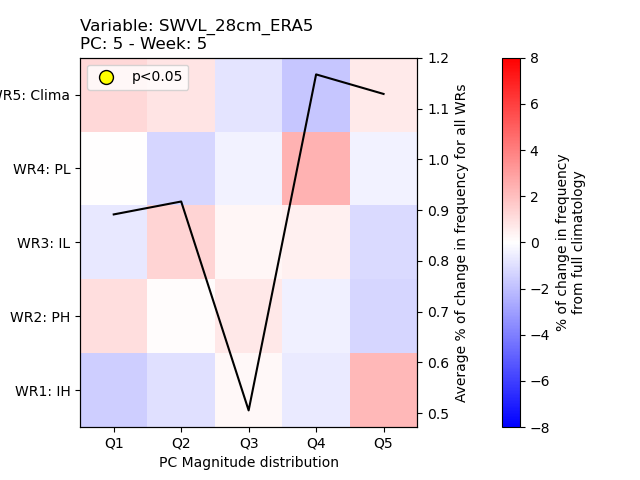 Variable: SWVL_28cm_ERA5
PC: 5 - Week: 5
p<0.05
WR5: Clima
WR4: PL
WR3: IL
WR2: PH
WR1: IH
Q1 Q2 Q3 Q4 Q5
PC Magnitude distribution
1.2
1.1
1.0
0.9
0.8
0.7
0.6
0.5
Average % of change in frequency for all WRs
8
6
4
2
0
−2
−4
−6
−8
% of change in frequency
from full climatology